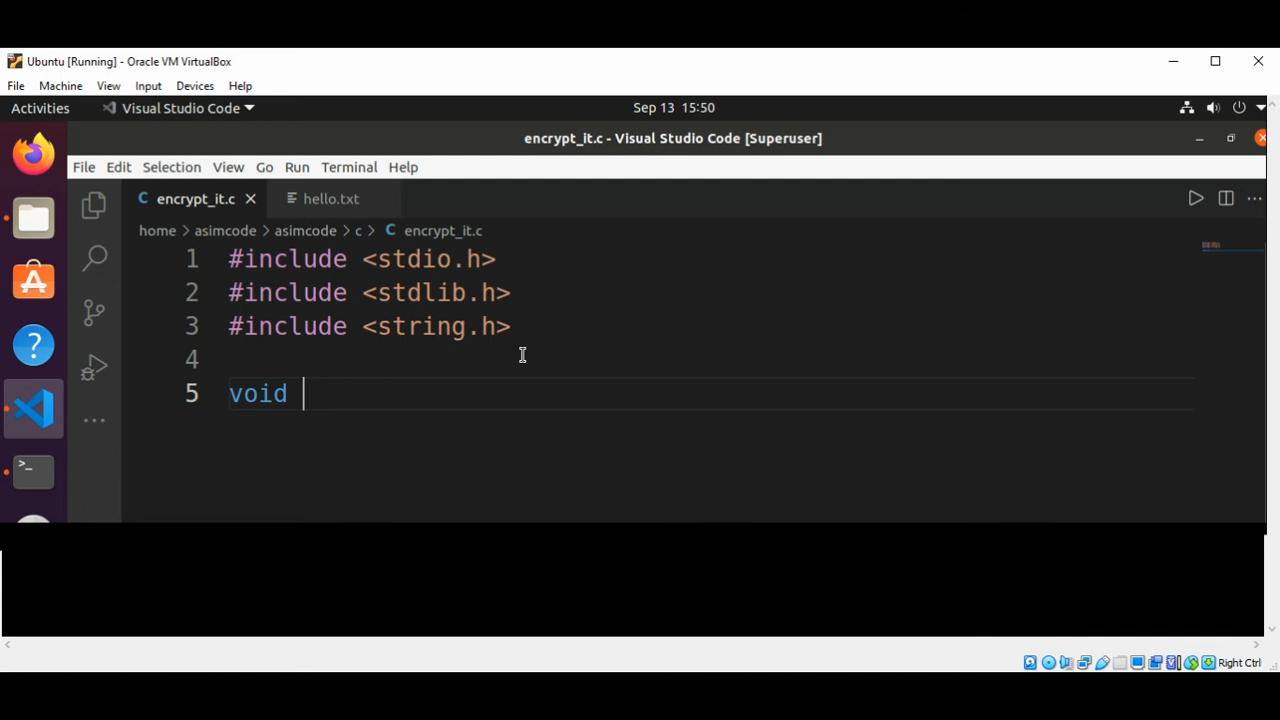 Ubuntu [Running] - Oracle VM VirtualBox
File Machine View Input Devices Help
Activities Visual Studio Code Sep 13 15:50
encrypt_it.c - Visual Studio Code [Superuser]
File Edit Selection View Go Run Terminal Help
C encrypt_it.c hello.txt
home > asimcode > asimcode > c > C encrypt_it.c
1 #include <stdio.h>
2 #include <stdlib.h>
3 #include <string.h>
4
5 void
Right Ctrl